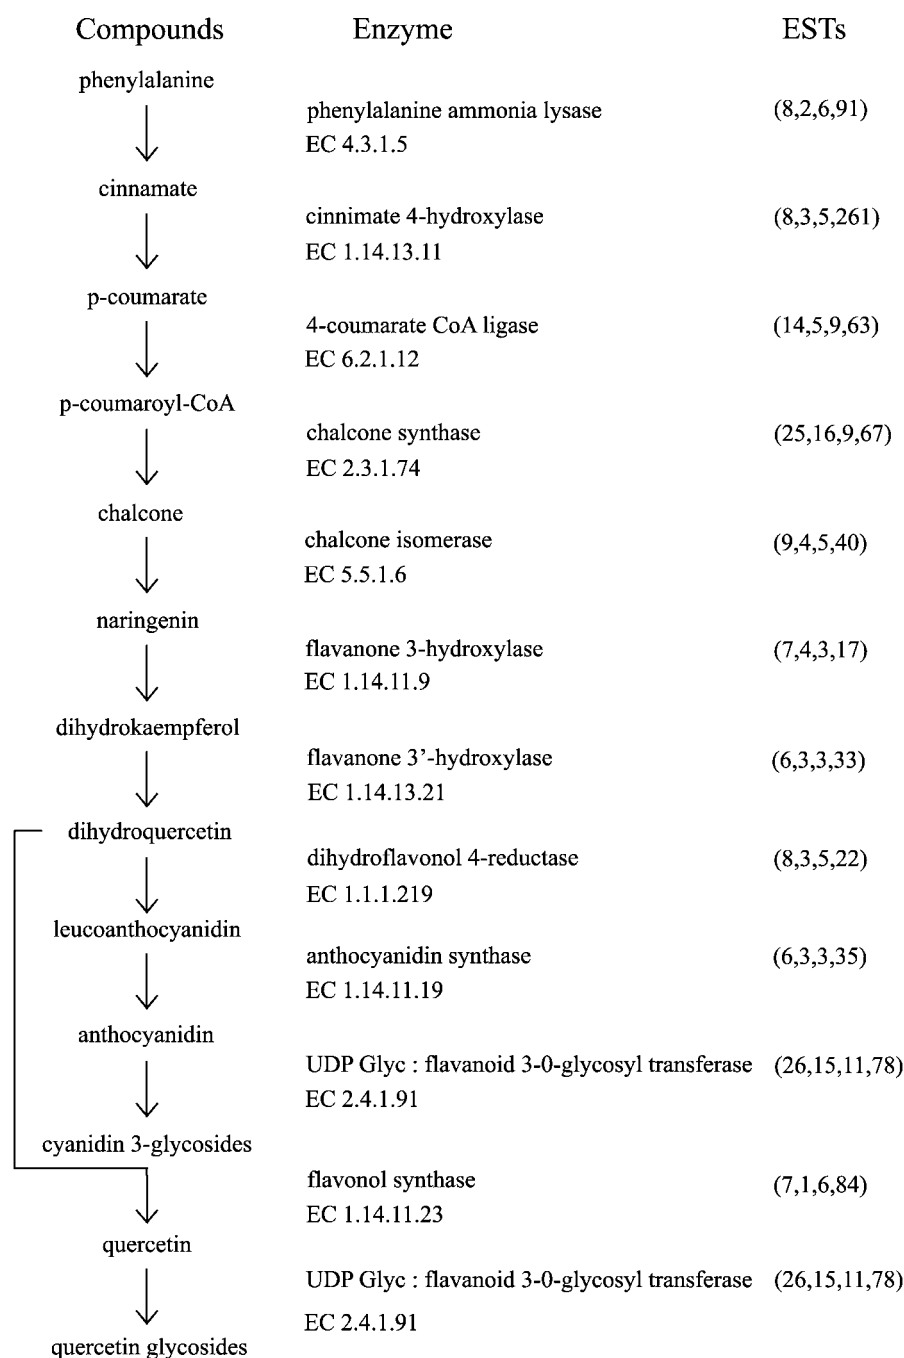 Compounds Enzyme ESTs
phenylalanine
phenylalanine ammonia lysase (8,2,6,91)
EC 4.3.1.5
cinnamate
cinnimate 4-hydroxylase (8,3,5,261)
EC 1.14.13.11
p-coumarate
4-coumarate CoA ligase (14,5,9,63)
EC 6.2.1.12
p-coumaroyl-CoA
chalcone synthase (25,16,9,67)
EC 2.3.1.74
chalcone
chalcone isomerase (9,4,5,40)
EC 5.5.1.6
naringenin
flavanone 3-hydroxylase (7,4,3,17)
EC 1.14.11.9
dihydrokaempferol
flavanone 3’-hydroxylase (6,3,3,33)
EC 1.14.13.21
dihydroquercetin
dihydroflavonol 4-reductase (8,3,5,22)
EC 1.1.1.219
leucoanthocyanidin
anthocyanidin synthase (6,3,3,35)
EC 1.14.11.19
anthocyanidin
UDP Glyc : flavanoid 3-0-glycosyl transferase (26,15,11,78)
EC 2.4.1.91
cyanidin 3-glycosides
flavonol synthase (7,1,6,84)
EC 1.14.11.23
quercetin
UDP Glyc : flavanoid 3-0-glycosyl transferase (26,15,11,78)
EC 2.4.1.91
quercetin glycosides